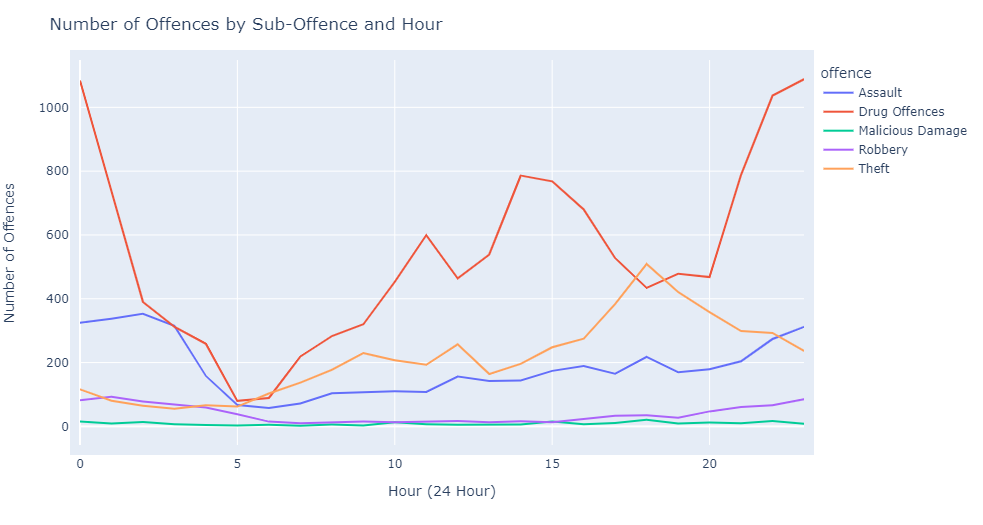 Number of Offences by Sub-Offence and Hour
offence
Assault
Drug Offences
Malicious Damage
Robbery
Theft
Number of Offences
1000
800
600
400
200
0
0
5
10
15
20
Hour (24 Hour)